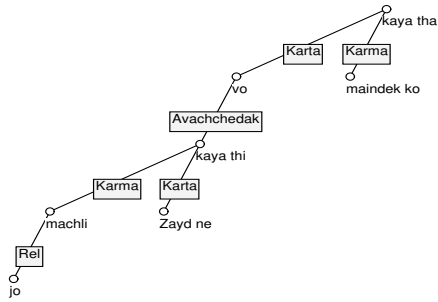 kaya tha
Karta
Karma
vo
maindek ko
Avachchedak
kaya thi
Karma
Karta
machli
Zayd ne
Rel
jo